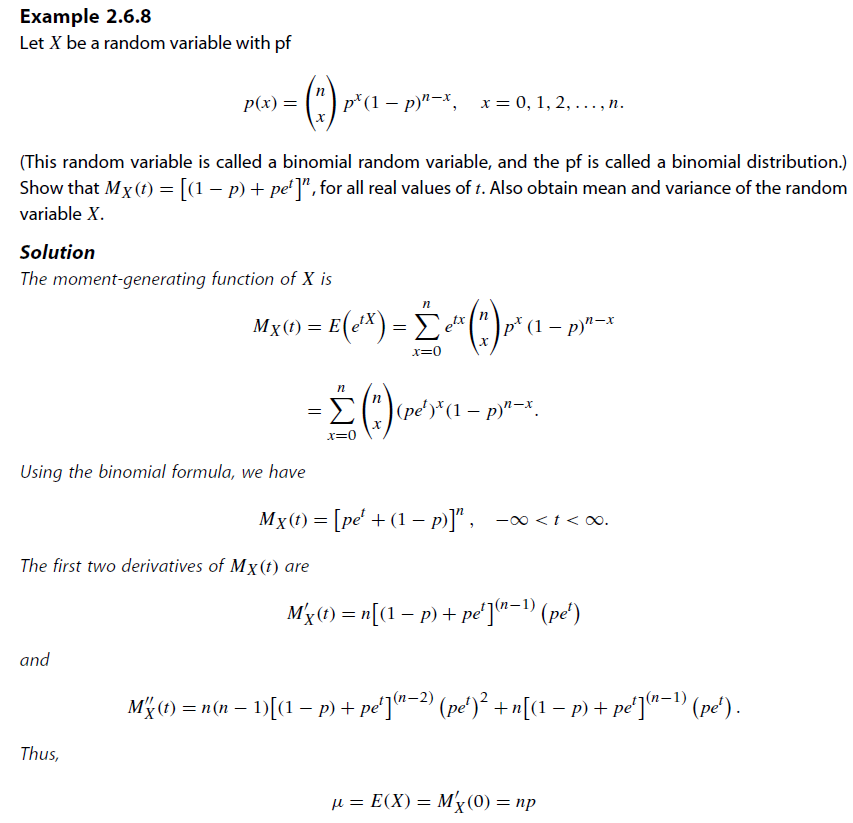 Example 2.6.8
Let X be a random variable with pf
p(x) = \binom{n}{x} p^x (1 − p)^{n−x}, x = 0, 1, 2, . . . , n.
(This random variable is called a binomial random variable, and the pf is called a binomial distribution.)
Show that M_X(t) = [(1 − p) + pe^t]^n, for all real values of t. Also obtain mean and variance of the random
variable X.
Solution
The moment-generating function of X is
M_X(t) = E(e^{tX}) = \sum_{x=0}^{n} e^{tx} \binom{n}{x} p^x (1 − p)^{n−x}
= \sum_{x=0}^{n} \binom{n}{x} (pe^t)^x (1 − p)^{n−x}.
Using the binomial formula, we have
M_X(t) = [pe^t + (1 − p)]^n, −∞ < t < ∞.
The first two derivatives of M_X(t) are
M'_X(t) = n[(1 − p) + pe^t]^{(n−1)} (pe^t)
and
M''_X(t) = n(n − 1)[(1 − p) + pe^t]^{(n−2)} (pe^t)^2 + n[(1 − p) + pe^t]^{(n−1)} (pe^t).
Thus,
μ = E(X) = M'_X(0) = np